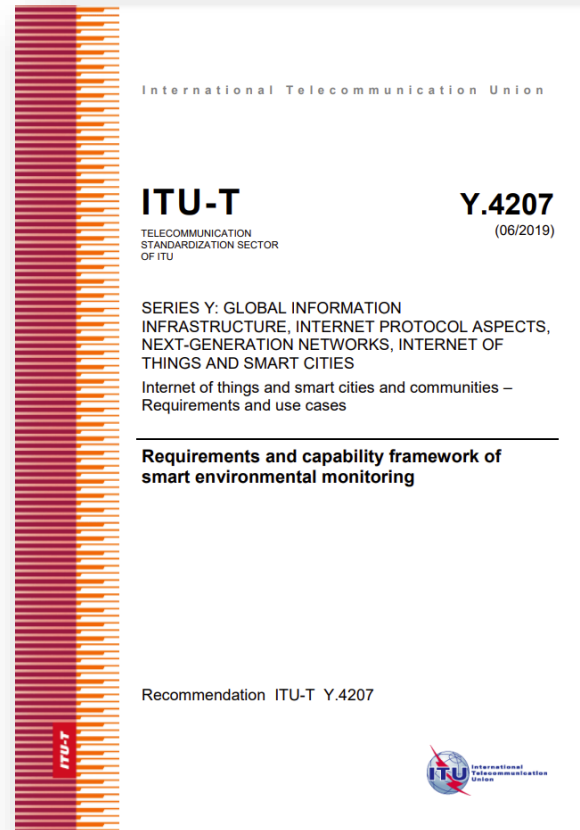 International Telecommunication Union
ITU-T
Y.4207
TELECOMMUNICATION
STANDARDIZATION SECTOR
OF ITU
(06/2019)
SERIES Y: GLOBAL INFORMATION
INFRASTRUCTURE, INTERNET PROTOCOL ASPECTS,
NEXT-GENERATION NETWORKS, INTERNET OF
THINGS AND SMART CITIES
Internet of things and smart cities and communities –
Requirements and use cases
Requirements and capability framework of
smart environmental monitoring
Recommendation ITU-T Y.4207
ITU-T
ITU
International
Telecommunication
Union